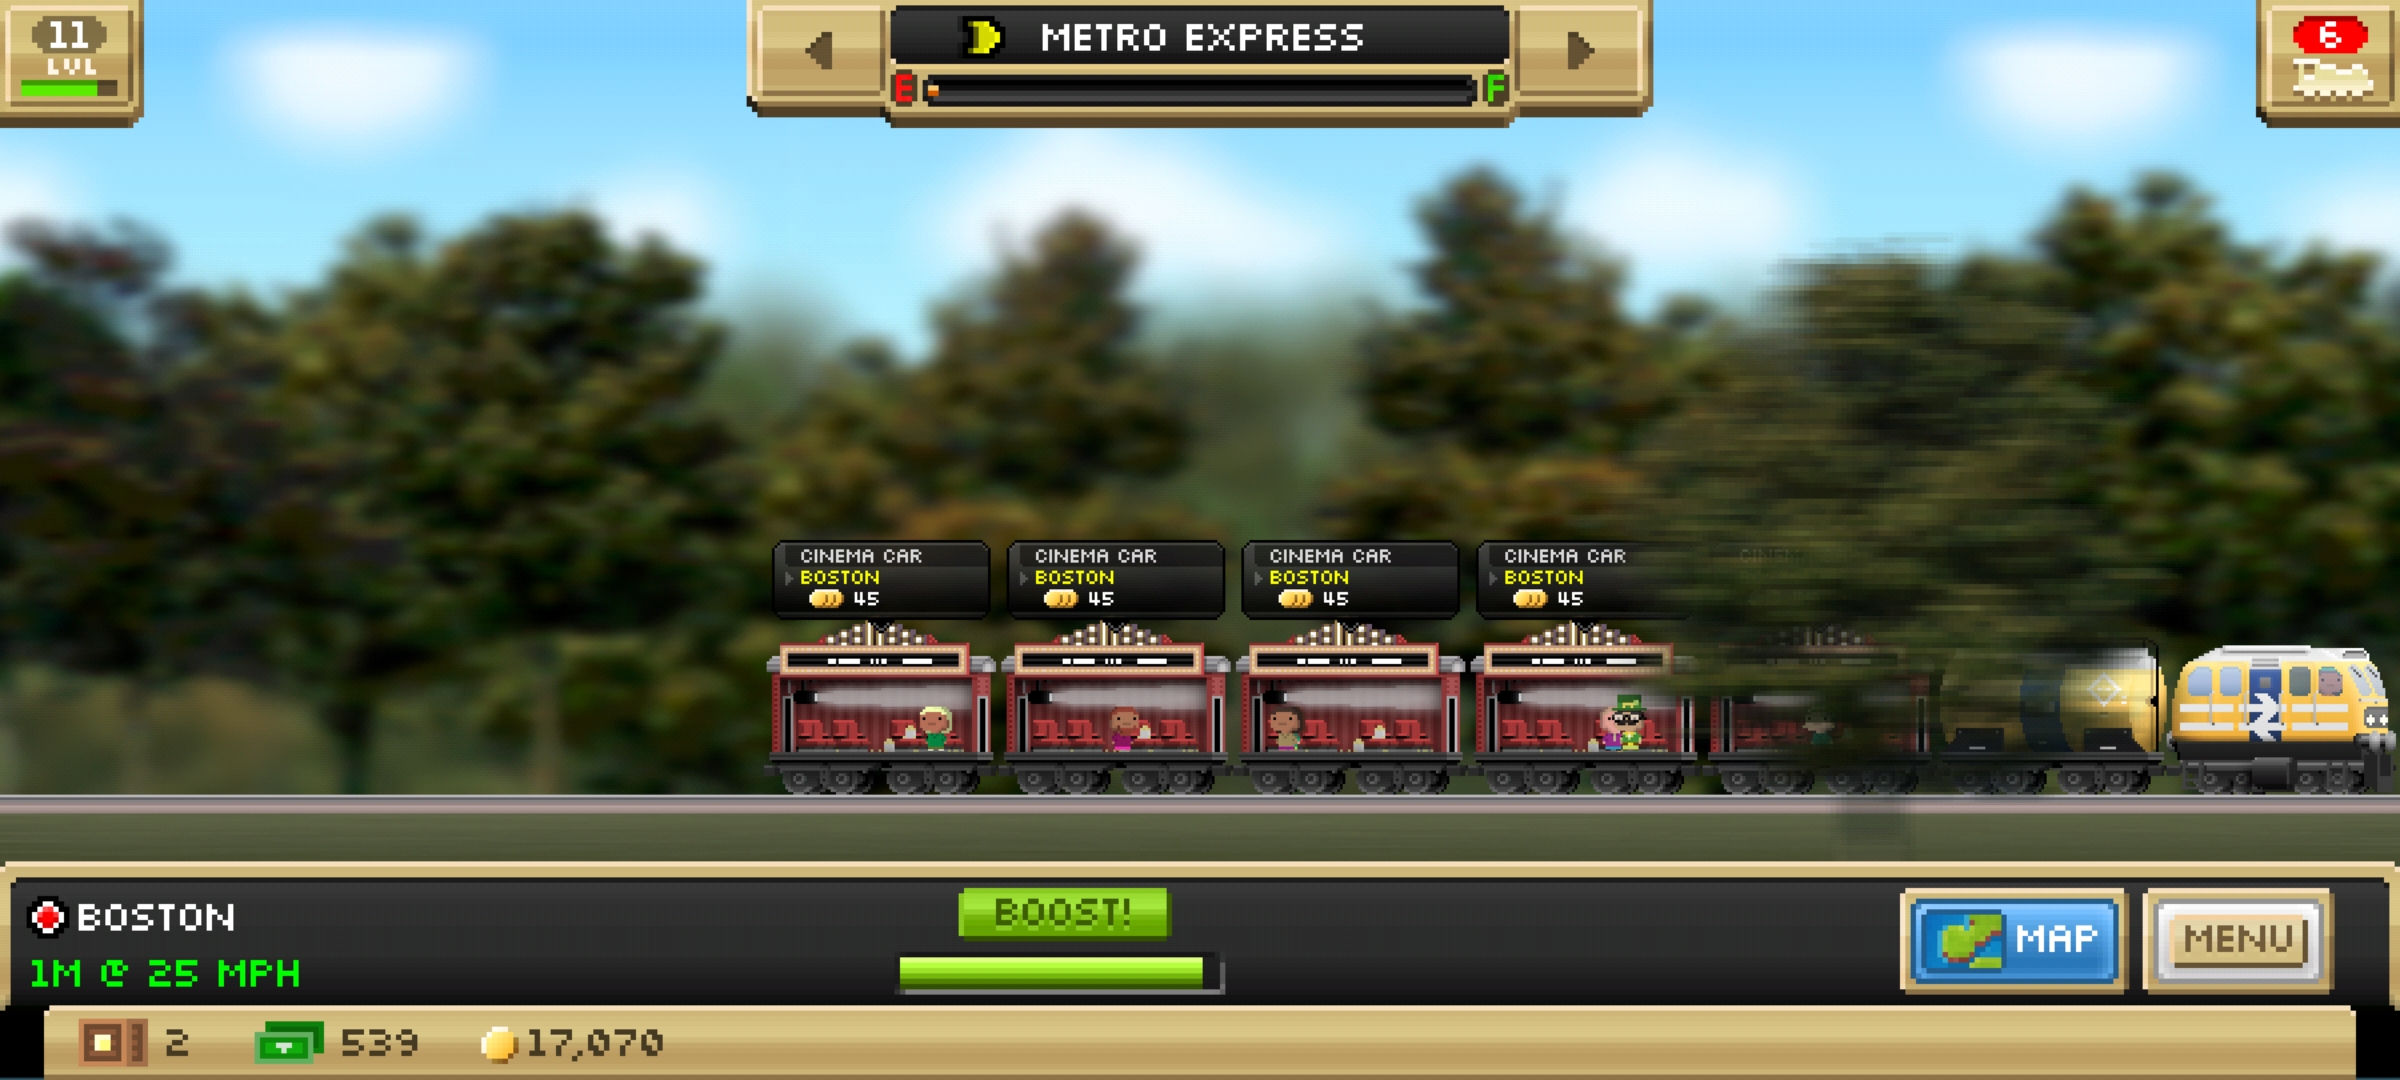 11
LVL
METRO EXPRESS
E F
6
CINEMA CAR
BOSTON
45
CINEMA CAR
BOSTON
45
CINEMA CAR
BOSTON
45
CINEMA CAR
BOSTON
45
BOSTON
1M @ 25 MPH
BOOST!
MAP
MENU
2
539
17,070